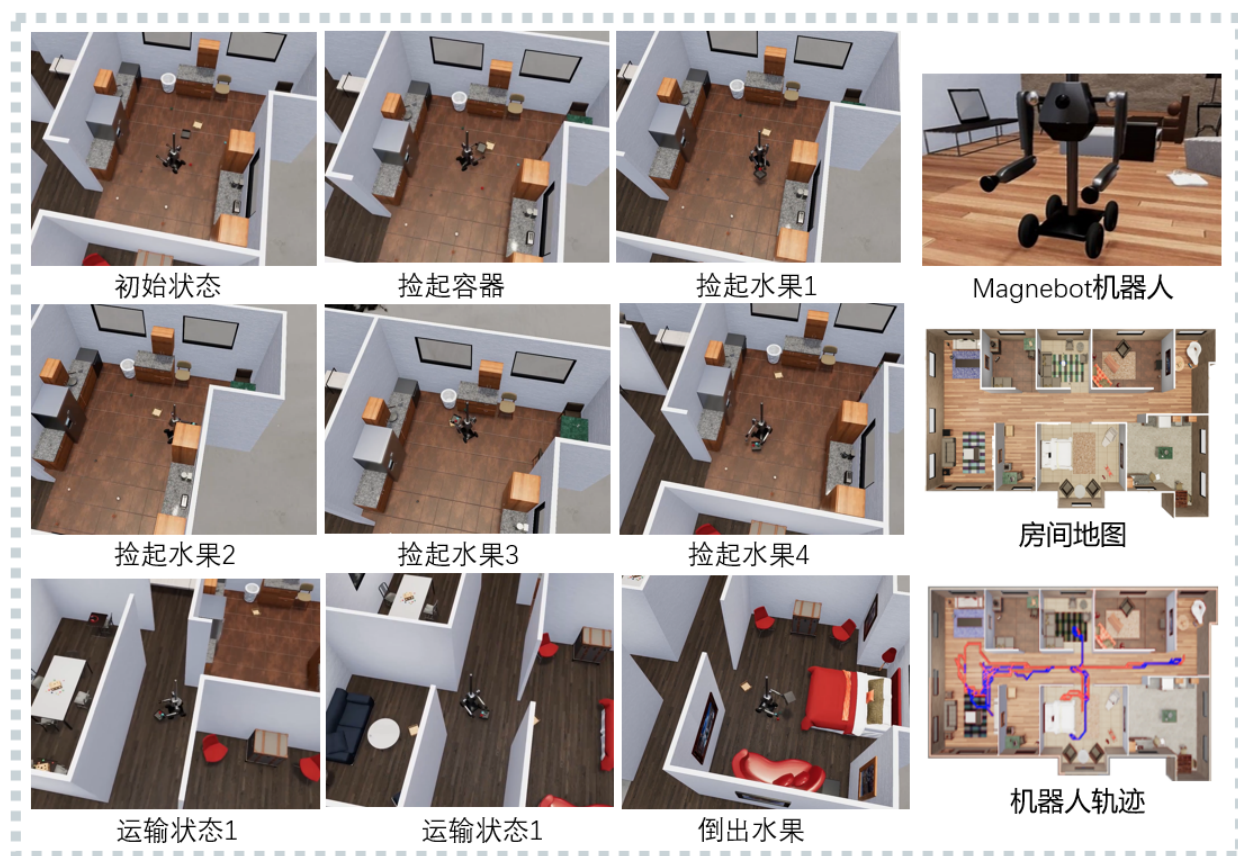 初始状态
捡起容器
捡起水果1
Magnebot机器人
捡起水果2
捡起水果3
捡起水果4
房间地图
运输状态1
运输状态1
倒出水果
机器人轨迹